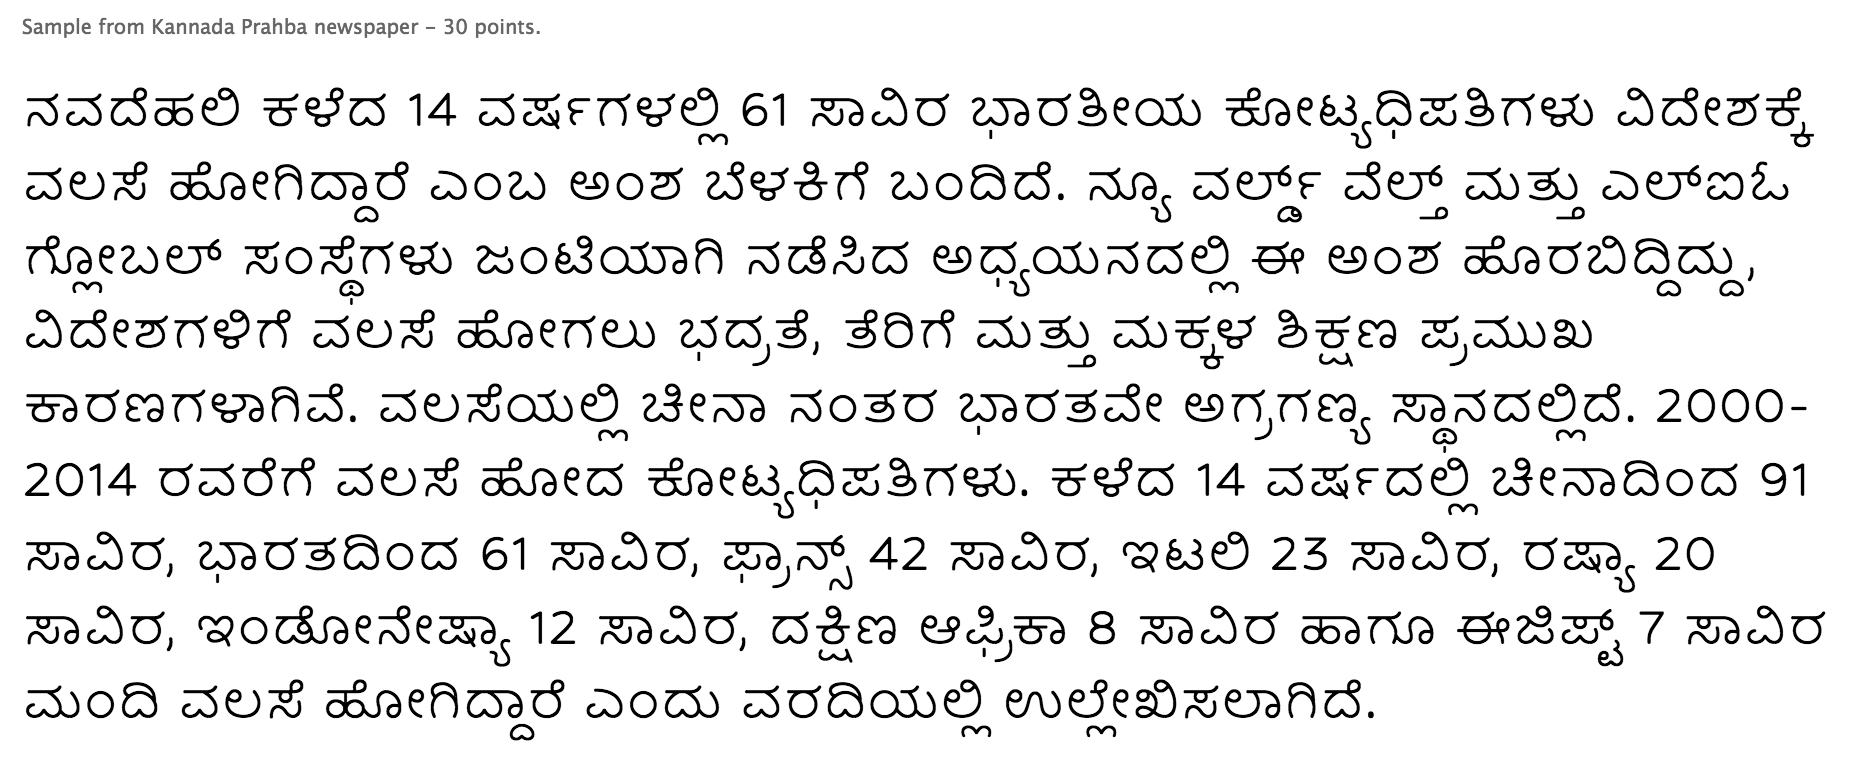 Sample from Kannada Prahba newspaper – 30 points.
ನವದೆಹಲಿ ಕಳೆದ 14 ವರ್ಷಗಳಲ್ಲಿ 61 ಸಾವಿರ ಭಾರತೀಯ ಕೋಟ್ಯಧಿಪತಿಗಳು ವಿದೇಶಕ್ಕೆ
ವಲಸೆ ಹೋಗಿದ್ದಾರೆ ಎಂಬ ಅಂಶ ಬೆಳಕಿಗೆ ಬಂದಿದೆ. ನ್ಯೂ ವರ್ಲ್ಡ್ ವೆಲ್ತ್ ಮತ್ತು ಎಲ್‌ಐಓ
ಗ್ಲೋಬಲ್ ಸಂಸ್ಥೆಗಳು ಜಂಟಿಯಾಗಿ ನಡೆಸಿದ ಅಧ್ಯಯನದಲ್ಲಿ ಈ ಅಂಶ ಹೊರಬಿದ್ದಿದ್ದು,
ವಿದೇಶಗಳಿಗೆ ವಲಸೆ ಹೋಗಲು ಭದ್ರತೆ, ತೆರಿಗೆ ಮತ್ತು ಮಕ್ಕಳ ಶಿಕ್ಷಣ ಪ್ರಮುಖ
ಕಾರಣಗಳಾಗಿವೆ. ವಲಸೆಯಲ್ಲಿ ಚೀನಾ ನಂತರ ಭಾರತವೇ ಅಗ್ರಗಣ್ಯ ಸ್ಥಾನದಲ್ಲಿದೆ. 2000-
2014 ರವರೆಗೆ ವಲಸೆ ಹೋದ ಕೋಟ್ಯಧಿಪತಿಗಳು. ಕಳೆದ 14 ವರ್ಷದಲ್ಲಿ ಚೀನಾದಿಂದ 91
ಸಾವಿರ, ಭಾರತದಿಂದ 61 ಸಾವಿರ, ಫ್ರಾನ್ಸ್ 42 ಸಾವಿರ, ಇಟಲಿ 23 ಸಾವಿರ, ರಷ್ಯಾ 20
ಸಾವಿರ, ಇಂಡೋನೇಷ್ಯಾ 12 ಸಾವಿರ, ದಕ್ಷಿಣ ಆಫ್ರಿಕಾ 8 ಸಾವಿರ ಹಾಗೂ ಈಜಿಪ್ಟ್ 7 ಸಾವಿರ
ಮಂದಿ ವಲಸೆ ಹೋಗಿದ್ದಾರೆ ಎಂದು ವರದಿಯಲ್ಲಿ ಉಲ್ಲೇಖಿಸಲಾಗಿದೆ.